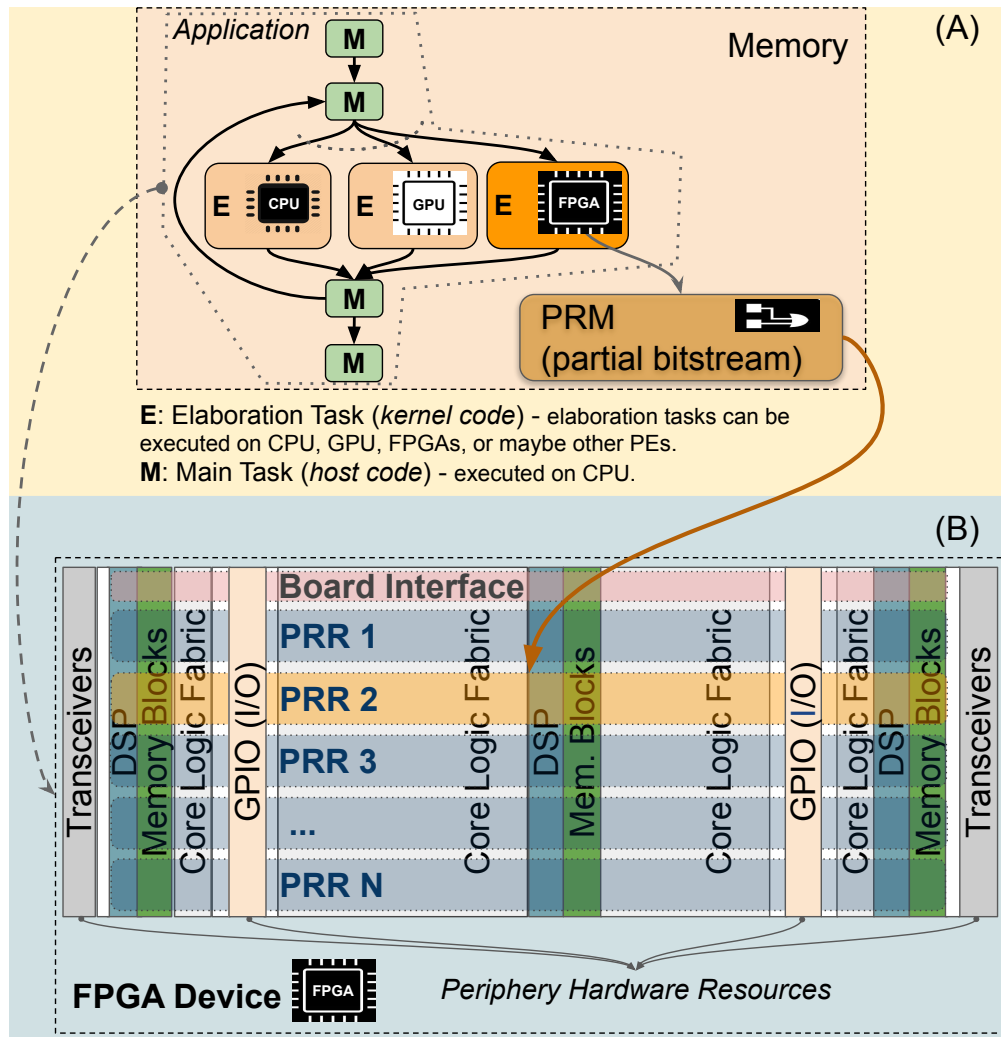 (A)
Application
Memory
M
M
E
CPU
E
GPU
E
FPGA
M
M
PRM
(partial bitstream)
E: Elaboration Task (kernel code) - elaboration tasks can be
executed on CPU, GPU, FPGAs, or maybe other PEs.
M: Main Task (host code) - executed on CPU.
(B)
Board Interface
PRR 1
PRR 2
PRR 3
...
PRR N
Transceivers
DSP
Memory Blocks
Core Logic Fabric
GPIO (I/O)
Core Logic Fabric
DSP
Mem. Blocks
Core Logic Fabric
GPIO (I/O)
Core Logic Fabric
DSP
Memory Blocks
Transceivers
FPGA Device
FPGA
Periphery Hardware Resources